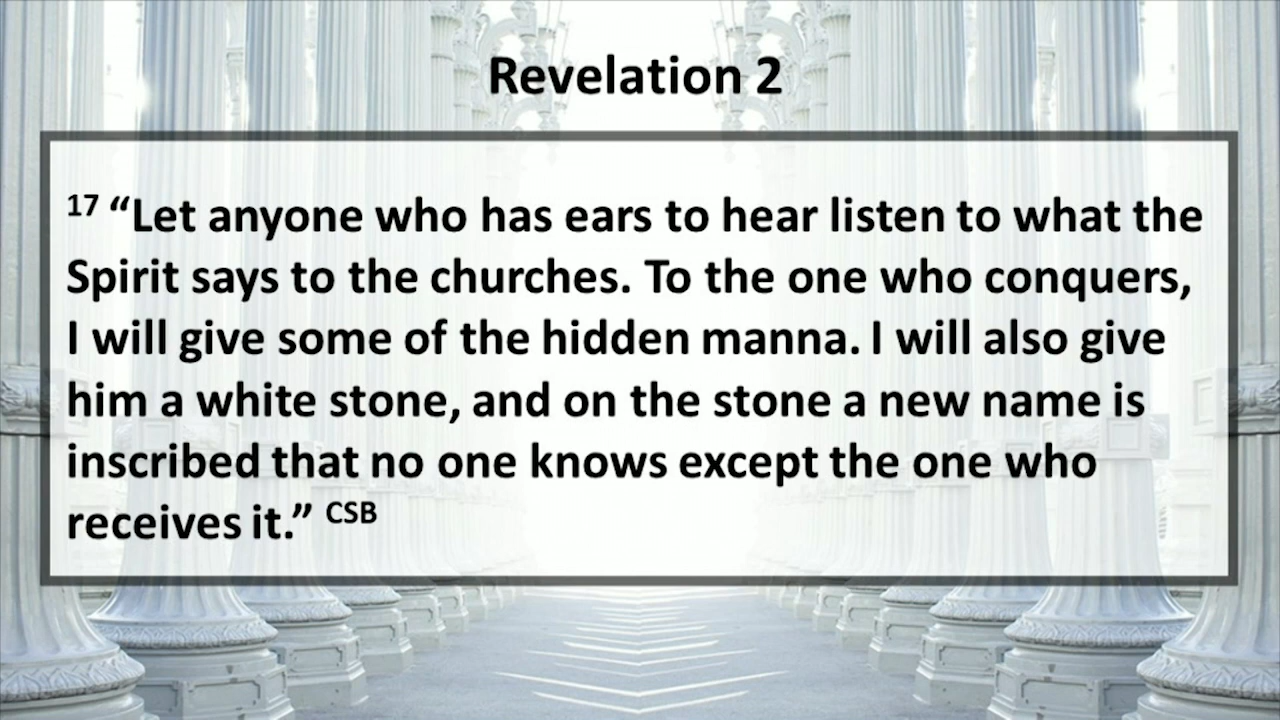 Revelation 2
17 “Let anyone who has ears to hear listen to what the
Spirit says to the churches. To the one who conquers,
I will give some of the hidden manna. I will also give
him a white stone, and on the stone a new name is
inscribed that no one knows except the one who
receives it.” CSB